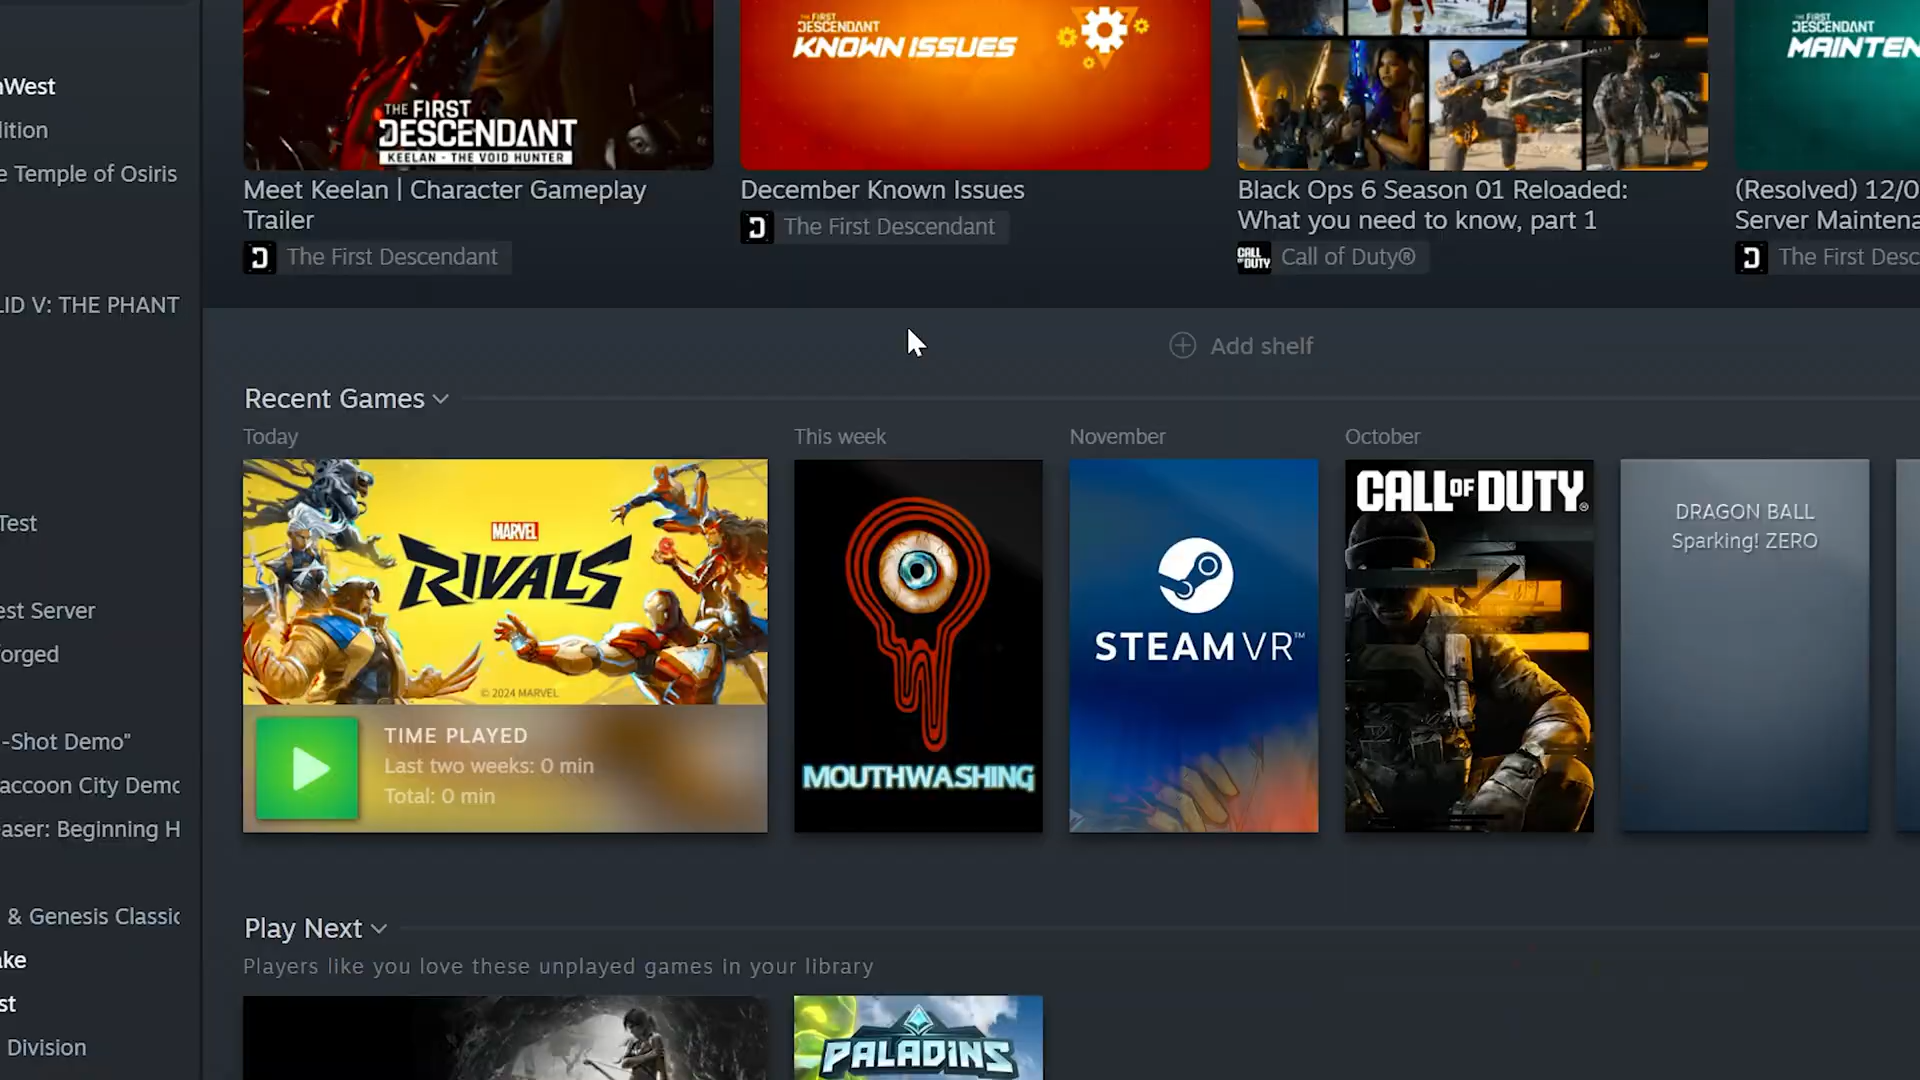 nWest
lition
e Temple of Osiris
LID V: THE PHANT
Test
est Server
orged
-Shot Demo"
accoon City Demo
aser: Beginning H
& Genesis Classic
ake
st
Division
THE FIRST
DESCENDANT
KEELAN - THE VOID HUNTER
Meet Keelan | Character Gameplay
Trailer
The First Descendant
THE FIRST
DESCENDANT
KNOWN ISSUES
December Known Issues
The First Descendant
Black Ops 6 Season 01 Reloaded:
What you need to know, part 1
CALL OF DUTY
Call of Duty®
THE FIRST
DESCENDANT
MAINTEN
(Resolved) 12/0
Server Maintena
The First Desc
Add shelf
Recent Games
Today
This week
November
October
MARVEL
RIVALS
© 2024 MARVEL
TIME PLAYED
Last two weeks: 0 min
Total: 0 min
MOUTHWASHING
STEAMVR™
CALL OF DUTY®
DRAGON BALL
Sparking! ZERO
Play Next
Players like you love these unplayed games in your library
PALADINS